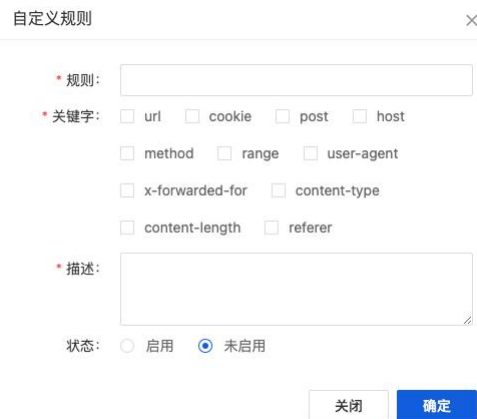 自定义规则
* 规则:
* 关键字: url cookie post host
method range user-agent
x-forwarded-for content-type
content-length referer
* 描述:
状态: 启用 未启用
关闭 确定